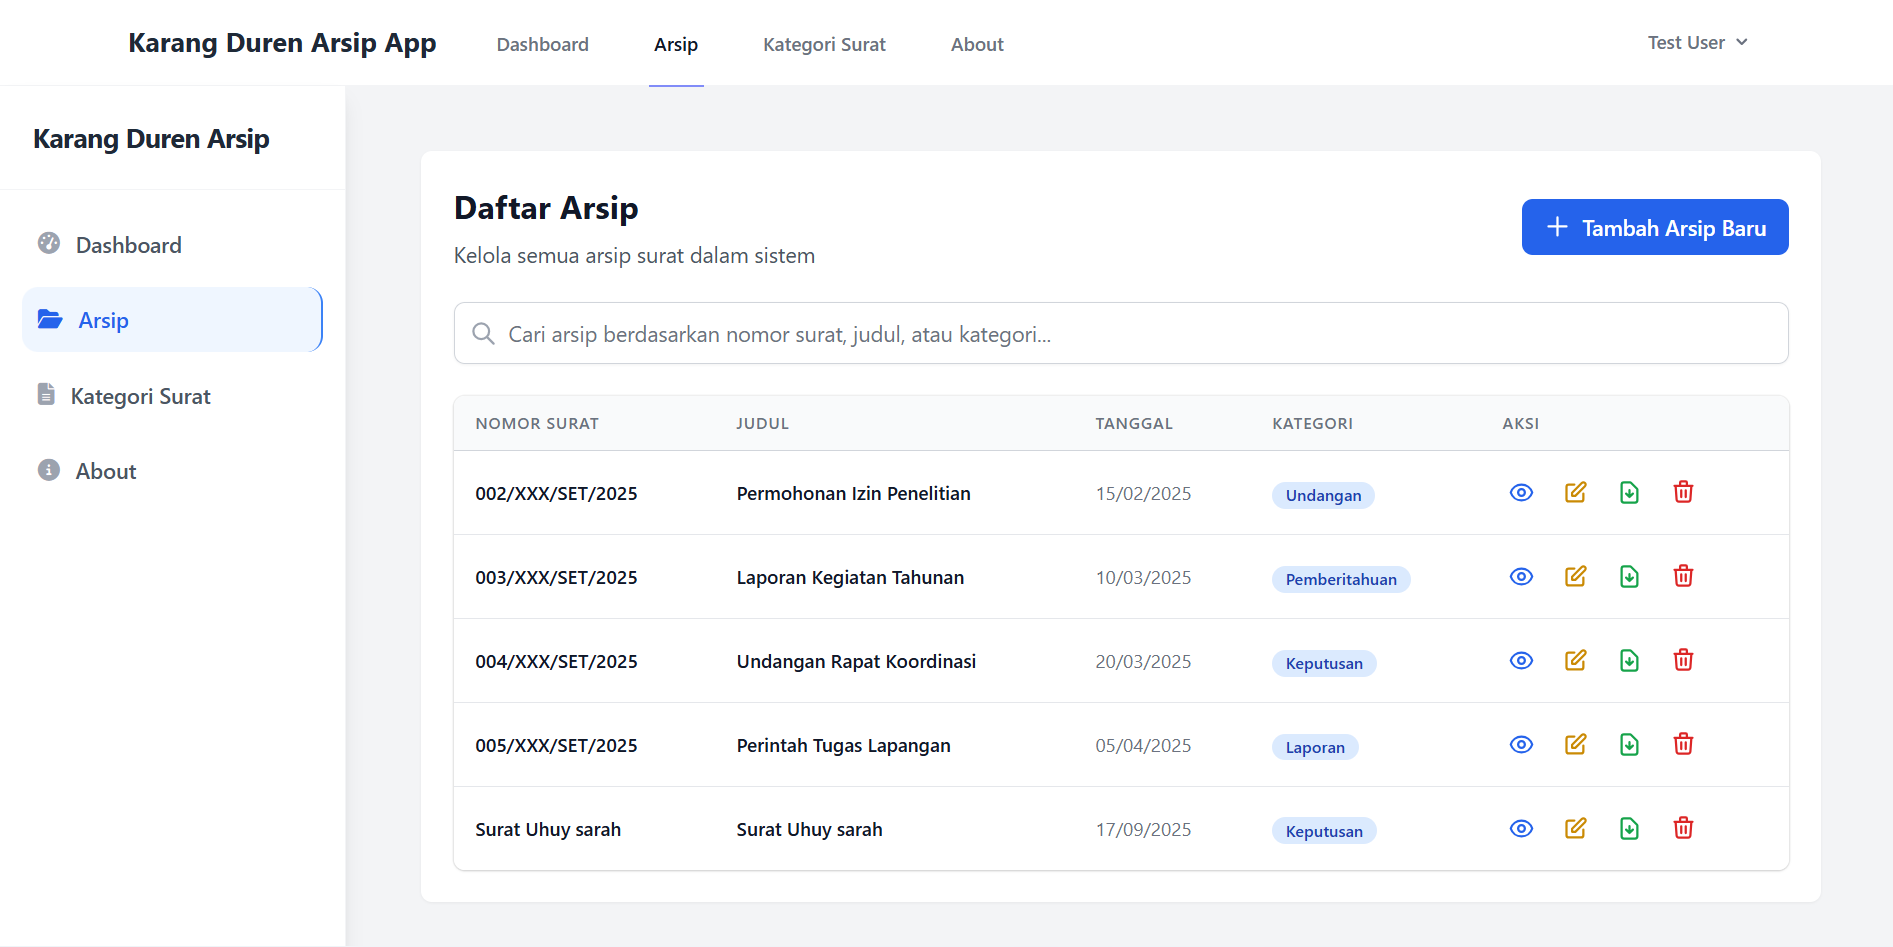 Karang Duren Arsip App Dashboard Arsip Kategori Surat About Test User
Karang Duren Arsip
Dashboard
Arsip
Kategori Surat
About
Daftar Arsip
Kelola semua arsip surat dalam sistem
Tambah Arsip Baru
Cari arsip berdasarkan nomor surat, judul, atau kategori...
NOMOR SURAT JUDUL TANGGAL KATEGORI AKSI
002/XXX/SET/2025 Permohonan Izin Penelitian 15/02/2025 Undangan
003/XXX/SET/2025 Laporan Kegiatan Tahunan 10/03/2025 Pemberitahuan
004/XXX/SET/2025 Undangan Rapat Koordinasi 20/03/2025 Keputusan
005/XXX/SET/2025 Perintah Tugas Lapangan 05/04/2025 Laporan
Surat Uhuy sarah Surat Uhuy sarah 17/09/2025 Keputusan